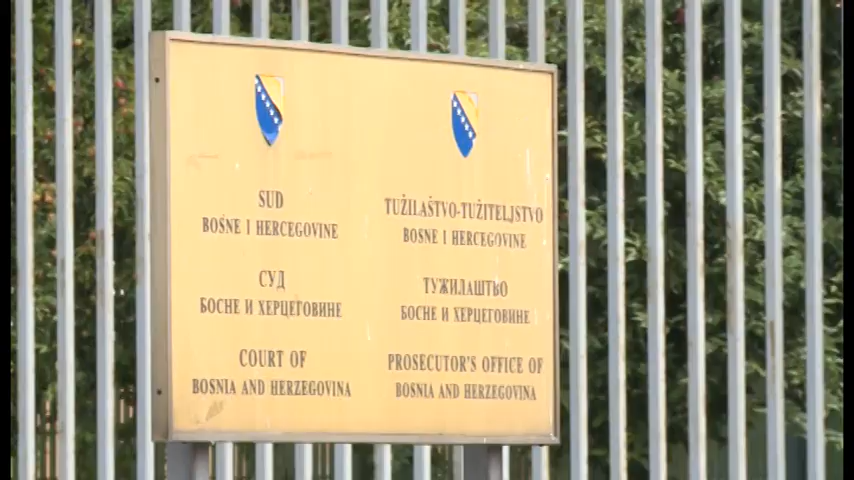 SUD
BOSNE I HERCEGOVINE
СУД
БОСНЕ И ХЕРЦЕГОВИНЕ
COURT OF
BOSNIA AND HERZEGOVINA
TUŽILAŠTVO-TUŽITELJSTVO
BOSNE I HERCEGOVINE
ТУЖИЛАШТВО
БОСНЕ И ХЕРЦЕГОВИНЕ
PROSECUTOR'S OFFICE OF
BOSNIA AND HERZEGOVINA